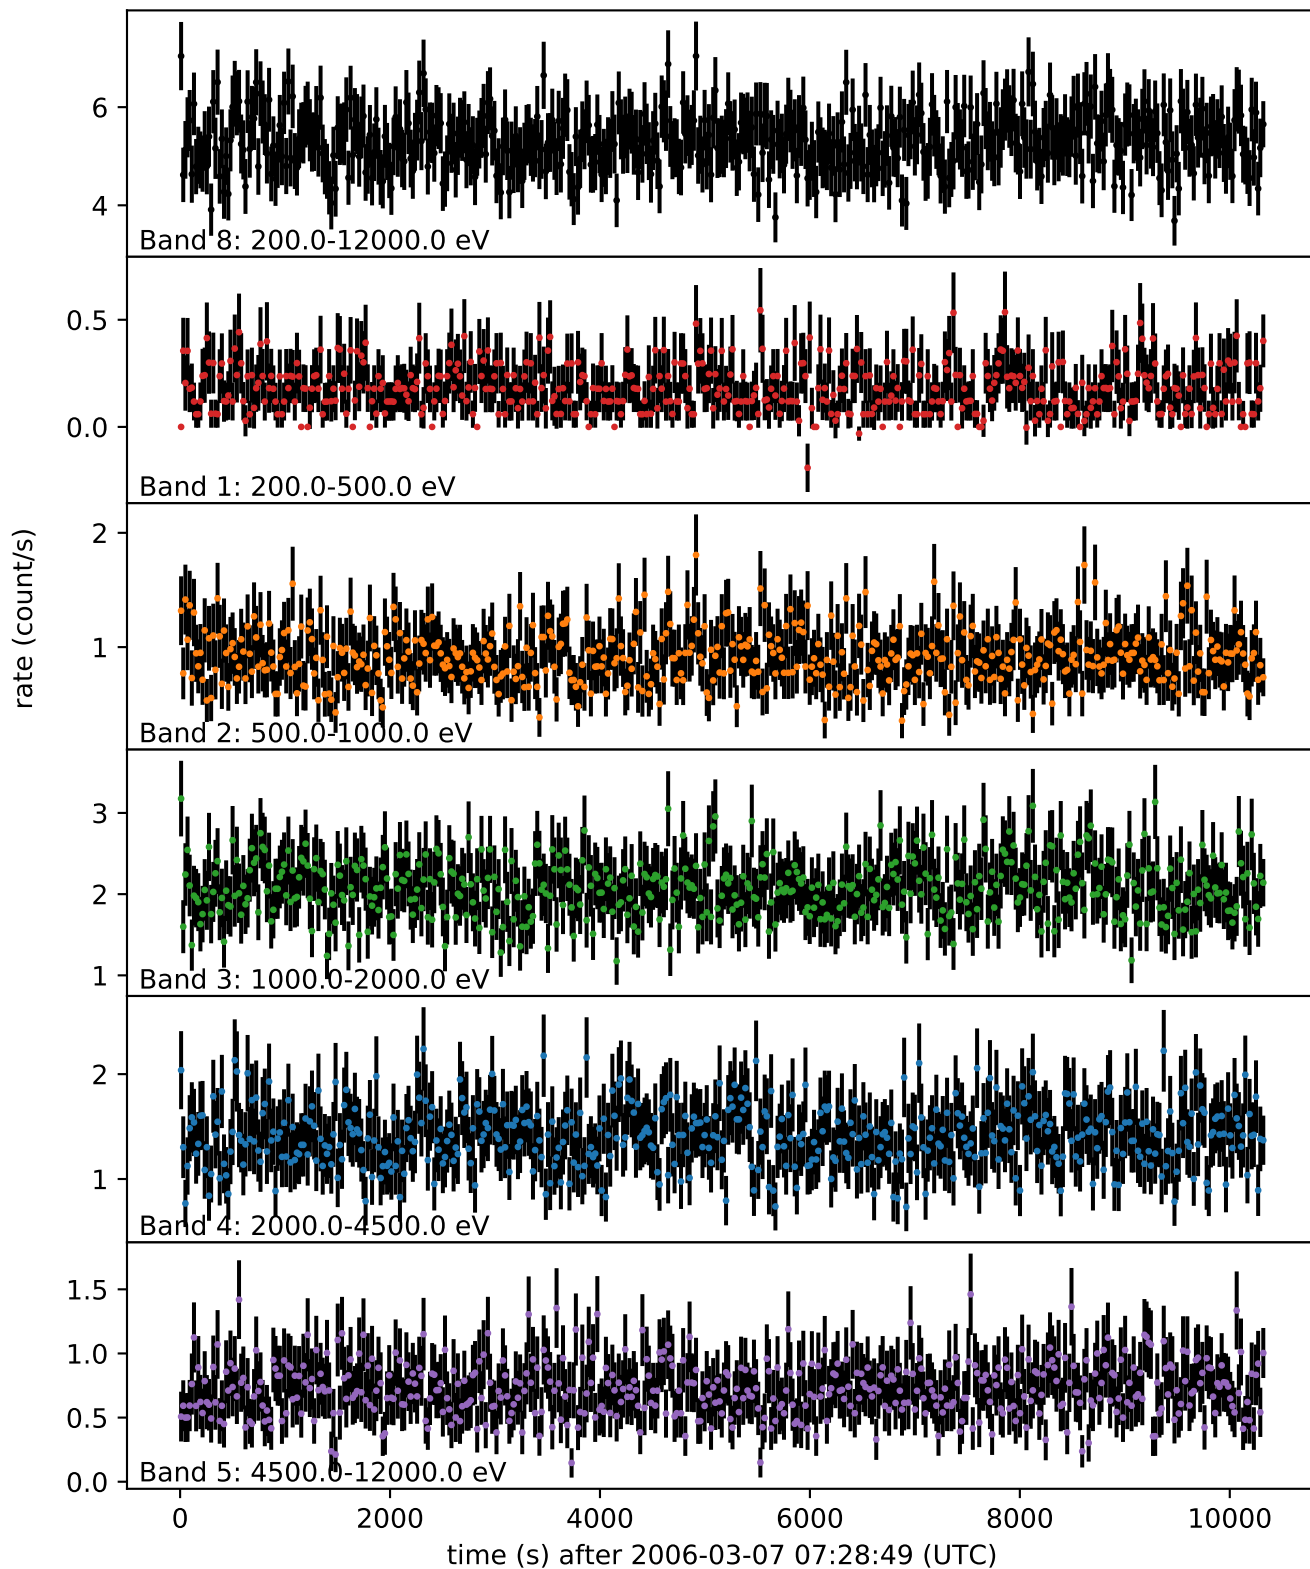 6
4
Band 8: 200.0-12000.0 eV
0.5
0.0
Band 1: 200.0-500.0 eV
2
1
Band 2: 500.0-1000.0 eV
rate (count/s)
3
2
1
Band 3: 1000.0-2000.0 eV
2
1
Band 4: 2000.0-4500.0 eV
1.5
1.0
0.5
0.0
Band 5: 4500.0-12000.0 eV
0 2000 4000 6000 8000 10000
time (s) after 2006-03-07 07:28:49 (UTC)